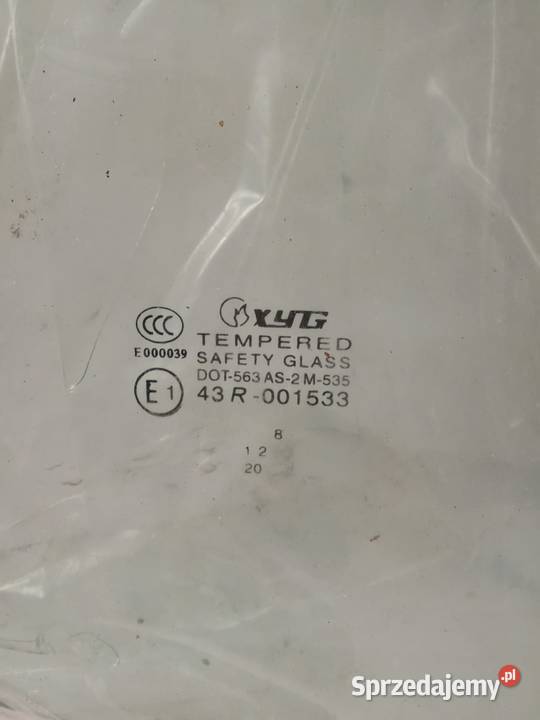 CCC
E000039
XYG
TEMPERED
SAFETY GLASS
DOT-563 AS-2 M-535
E1
43 R -001533
8
1 2
20
Sprzedajemy.pl